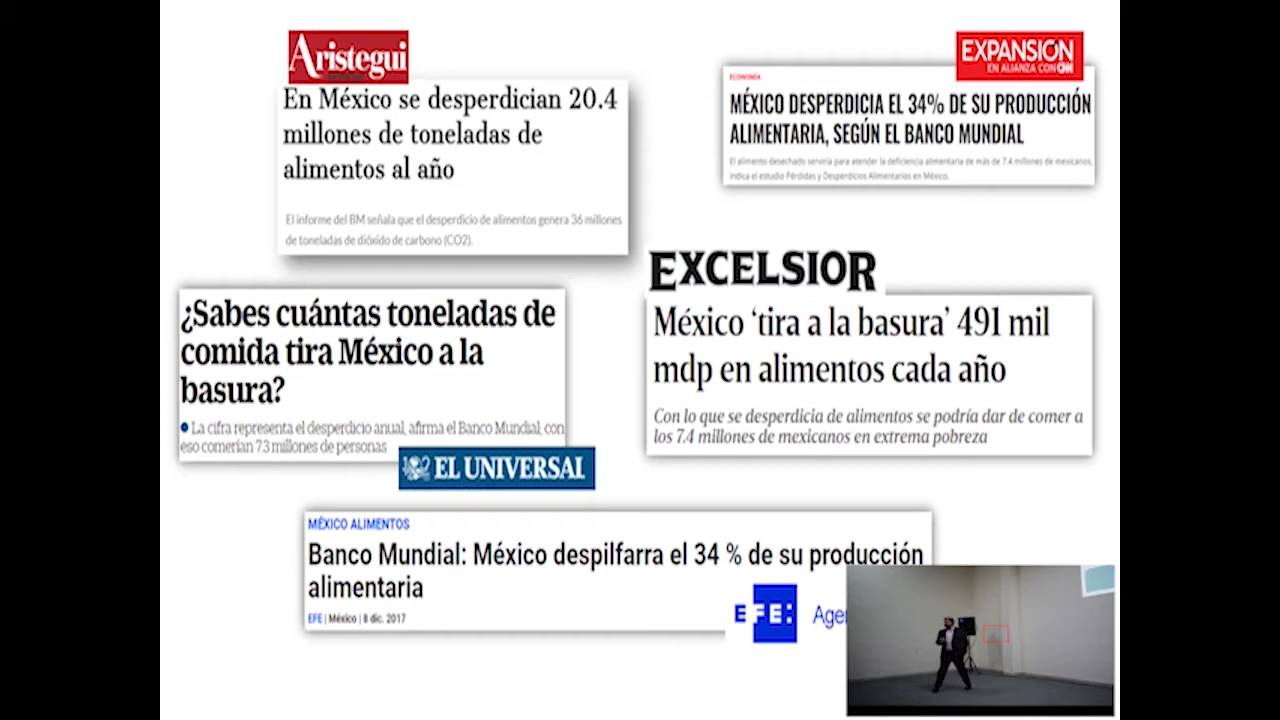 Aristegui
En México se desperdician 20.4
millones de toneladas de
alimentos al año
El informe del BM señala que el desperdicio de alimentos genera 36 millones
de toneladas de dióxido de carbono (CO2).
EXPANSIÓN
EN ALIANZA CON CNN
ECONOMÍA
MÉXICO DESPERDICIA EL 34% DE SU PRODUCCIÓN
ALIMENTARIA, SEGÚN EL BANCO MUNDIAL
El alimento desechado serviría para atender la deficiencia alimentaria de más de 7.4 millones de mexicanos,
indica el estudio Pérdidas y Desperdicios Alimentarios en México.
¿Sabes cuántas toneladas de
comida tira México a la
basura?
La cifra representa el desperdicio anual, afirma el Banco Mundial, con
eso comerían 7.3 millones de personas
EL UNIVERSAL
EXCELSIOR
México ‘tira a la basura’ 491 mil
mdp en alimentos cada año
Con lo que se desperdicia de alimentos se podría dar de comer a
los 7.4 millones de mexicanos en extrema pobreza
MÉXICO ALIMENTOS
Banco Mundial: México despilfarra el 34 % de su producción
alimentaria
EFE | México | 8 dic. 2017
EFE: Agen